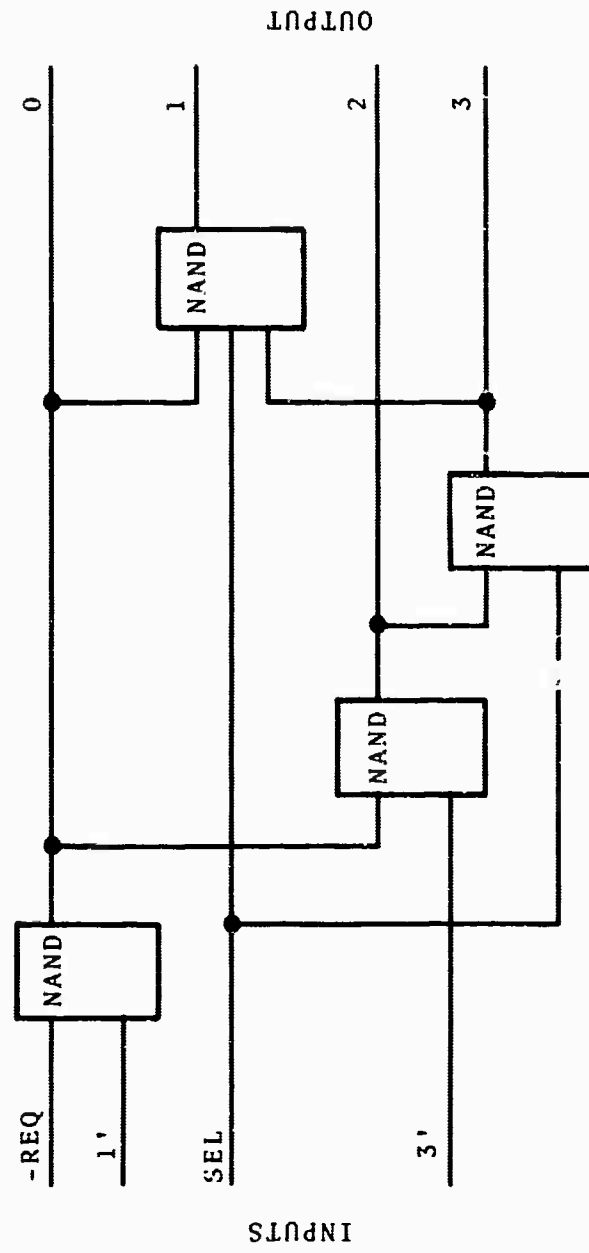 OUTPUT
0
1
2
3
NAND
NAND
NAND
NAND
-REQ
1'
SEL
3'
INPUTS